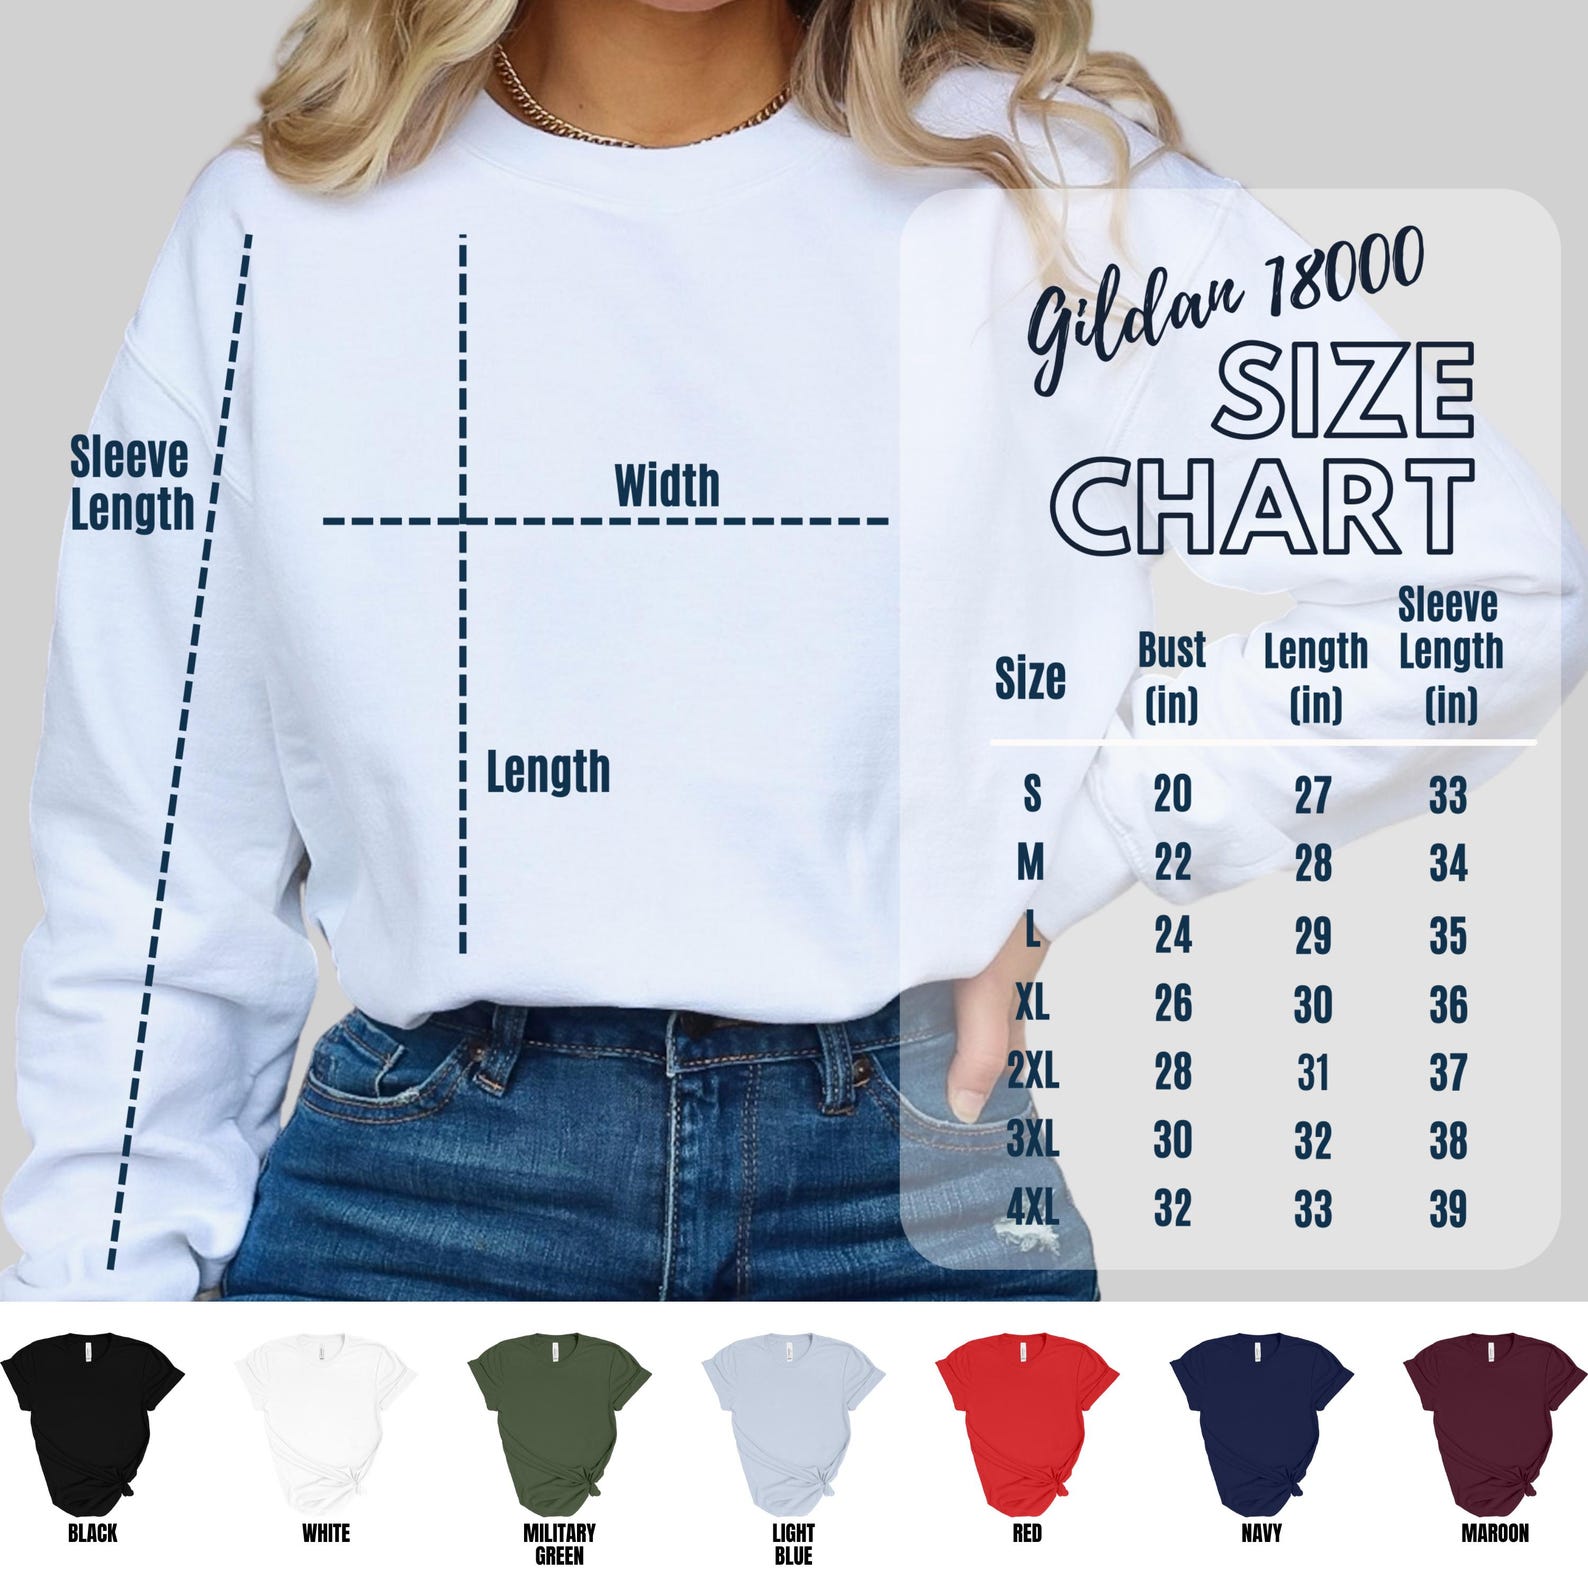 Gildan 18000
SIZE
CHART
Sleeve
Length
Width
Length
Size
Bust
(in)
Length
(in)
Sleeve
Length
(in)
S 20 27 33
M 22 28 34
L 24 29 35
XL 26 30 36
2XL 28 31 37
3XL 30 32 38
4XL 32 33 39
BLACK
WHITE
MILITARY
GREEN
LIGHT
BLUE
RED
NAVY
MAROON